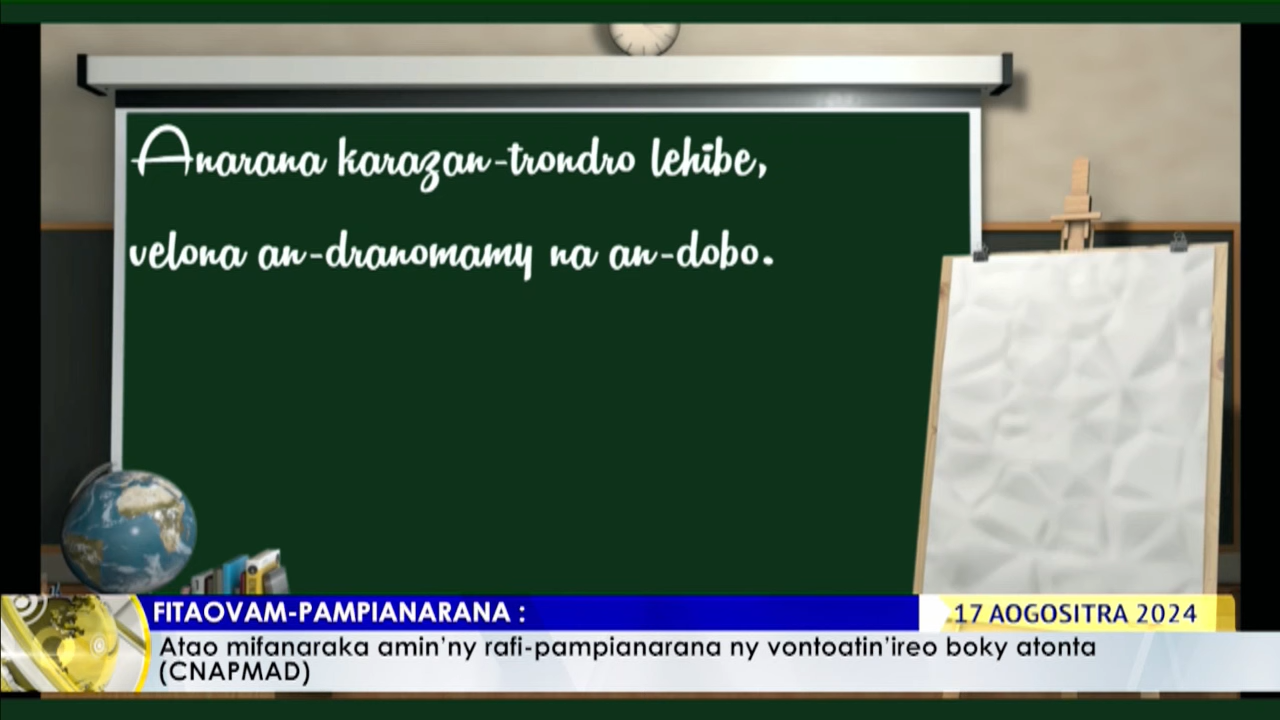 Anarana karazan-trondro lehibe,
velona an-dranomamy na an-dobo.
FITAOVAM-PAMPIANARANA :
17 AOGOSITRA 2024
Atao mifanaraka amin'ny rafi-pampianarana ny vontoatin'ireo boky atonta
(CNAPMAD)